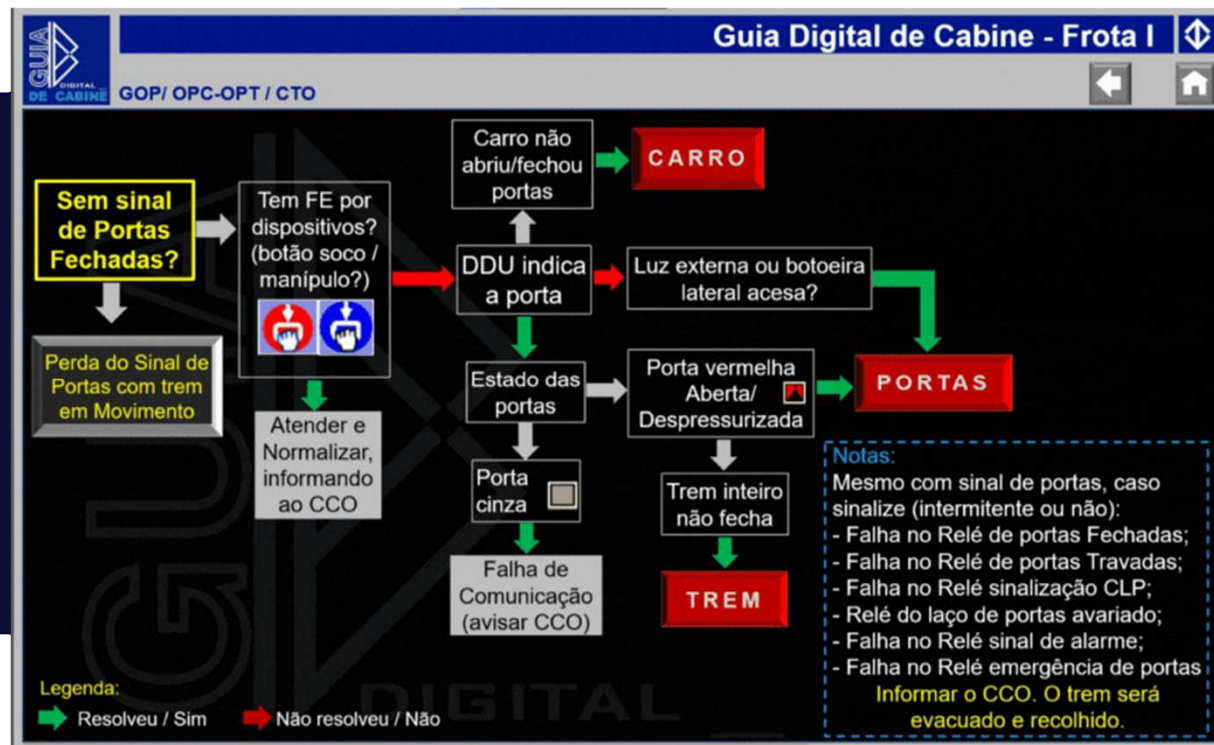 Guia Digital de Cabine - Frota I
GUIA
DIGITAL
DE CABINE
GOP/ OPC-OPT / CTO
Sem sinal
de Portas
Fechadas?
Perda do Sinal de
Portas com trem
em Movimento
Tem FE por
dispositivos?
(botão soco /
manípulo?)
Atender e
Normalizar,
informando
ao CCO
Carro não
abriu/fechou
portas
CARRO
DDU indica
a porta
Luz externa ou botoeira
lateral acesa?
Estado das
portas
Porta vermelha
Aberta/
Despressurizada
PORTAS
Porta
cinza
Falha de
Comunicação
(avisar CCO)
Trem inteiro
não fecha
TREM
Notas:
Mesmo com sinal de portas, caso
sinalize (intermitente ou não):
- Falha no Relé de portas Fechadas;
- Falha no Relé de portas Travadas;
- Falha no Relé sinalização CLP;
- Relé do laço de portas avariado;
- Falha no Relé sinal de alarme;
- Falha no Relé emergência de portas
Informar o CCO. O trem será
evacuado e recolhido.
Legenda:
Resolveu / Sim
Não resolveu / Não
GUIA
DIGITAL